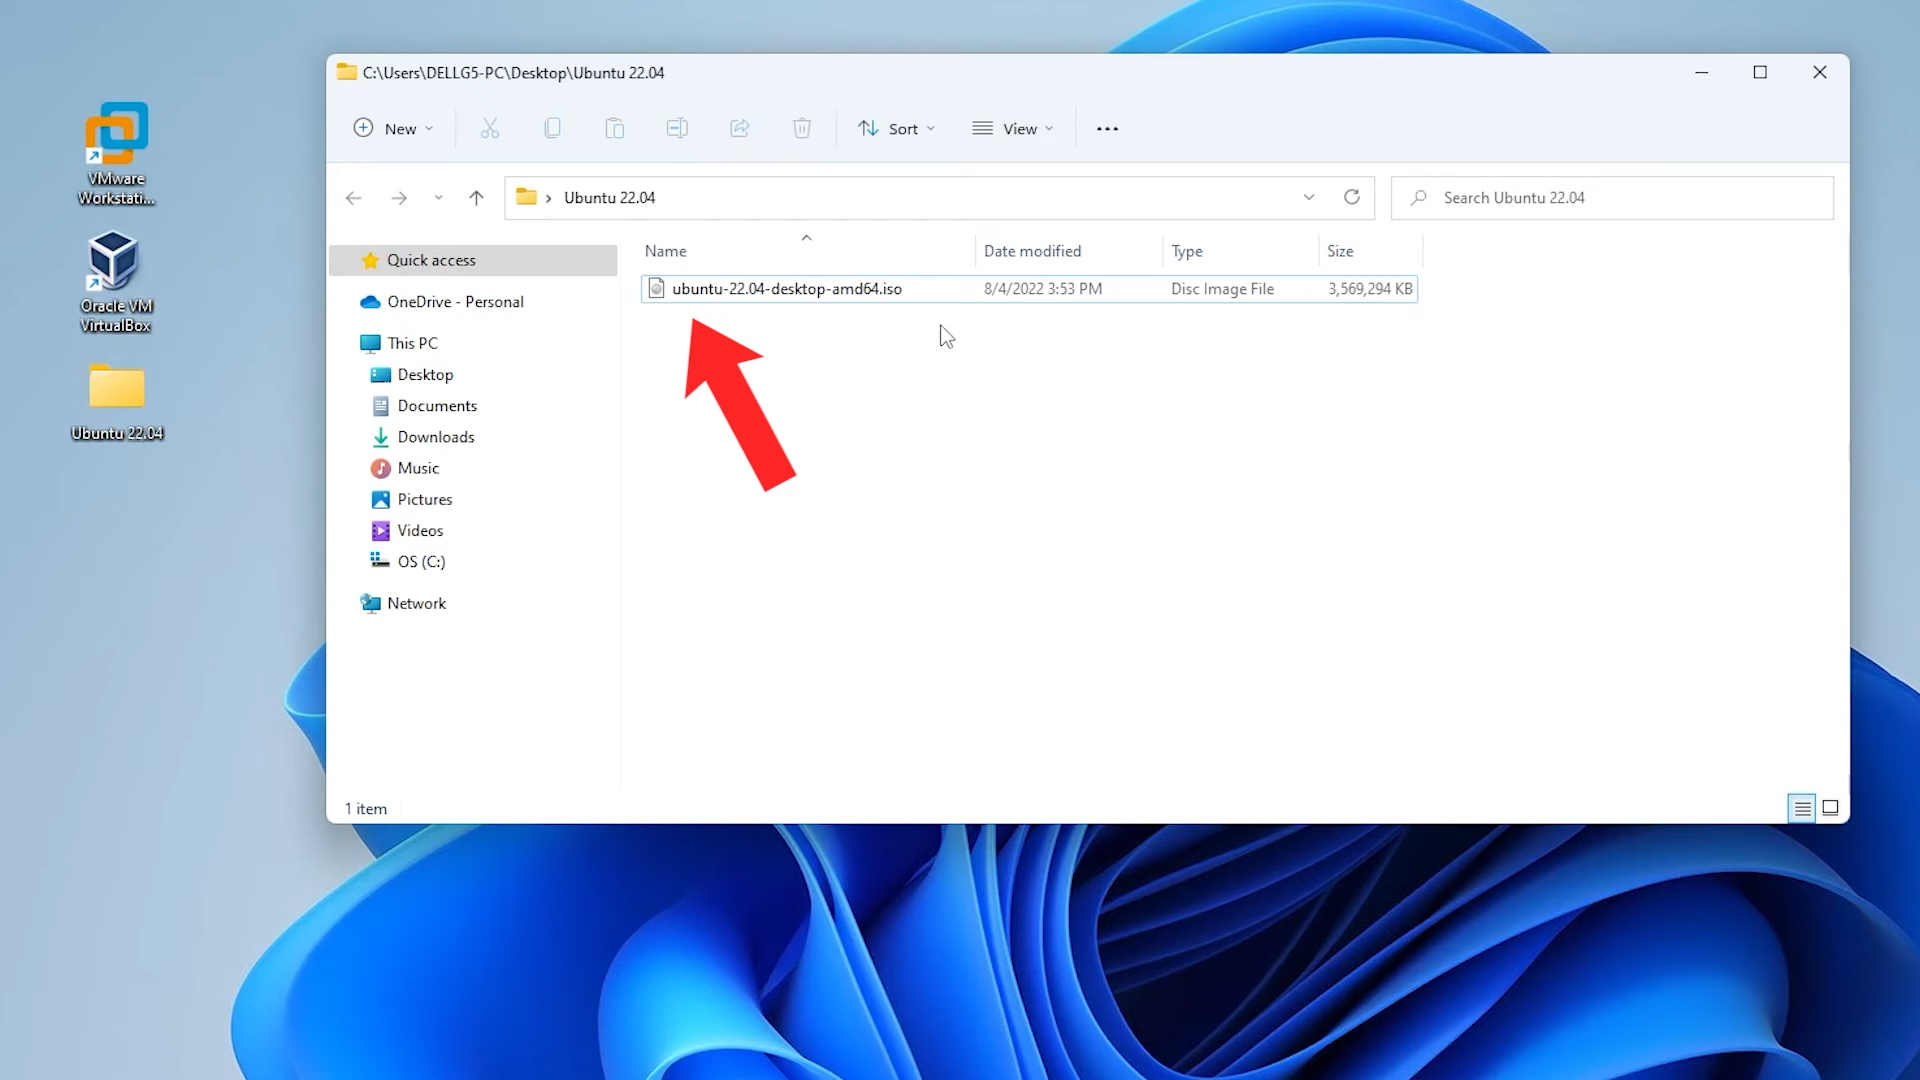 C:\Users\DELLG5-PC\Desktop\Ubuntu 22.04
New
Sort
View
Ubuntu 22.04
Search Ubuntu 22.04
VMware
Workstati...
Oracle VM
VirtualBox
Ubuntu 22.04
Quick access
OneDrive - Personal
This PC
Desktop
Documents
Downloads
Music
Pictures
Videos
OS (C:)
Network
Name Date modified Type Size
ubuntu-22.04-desktop-amd64.iso 8/4/2022 3:53 PM Disc Image File 3,569,294 KB
1 item